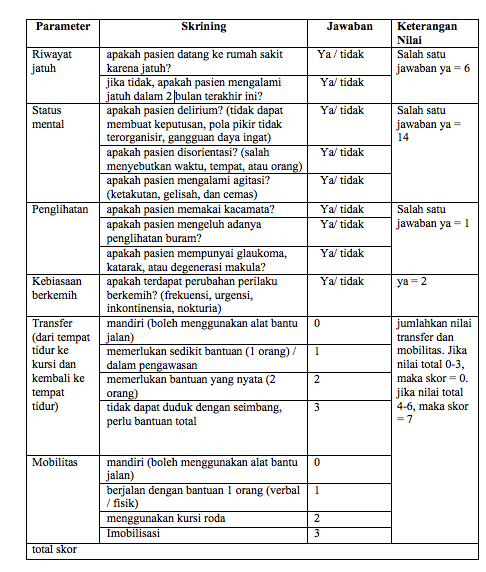 Parameter Skrining Jawaban Keterangan
Nilai
Riwayat
jatuh
apakah pasien datang ke rumah sakit
karena jatuh?
Ya / tidak
Salah satu
jawaban ya = 6
jika tidak, apakah pasien mengalami
jatuh dalam 2 bulan terakhir ini?
Ya/ tidak
Status
mental
apakah pasien delirium? (tidak dapat
membuat keputusan, pola pikir tidak
terorganisir, gangguan daya ingat)
Ya/ tidak
Salah satu
jawaban ya =
14
apakah pasien disorientasi? (salah
menyebutkan waktu, tempat, atau orang)
Ya/ tidak
apakah pasien mengalami agitasi?
(ketakutan, gelisah, dan cemas)
Ya/ tidak
Penglihatan
apakah pasien memakai kacamata?
Ya/ tidak
Salah satu
jawaban ya = 1
apakah pasien mengeluh adanya
penglihatan buram?
Ya/ tidak
apakah pasien mempunyai glaukoma,
katarak, atau degenerasi makula?
Ya/ tidak
Kebiasaan
berkemih
apakah terdapat perubahan perilaku
berkemih? (frekuensi, urgensi,
inkontinensia, nokturia)
Ya/ tidak
ya = 2
Transfer
(dari tempat
tidur ke
kursi dan
kembali ke
tempat
tidur)
mandiri (boleh menggunakan alat bantu
jalan)
0
jumlahkan nilai
transfer dan
mobilitas. Jika
nilai total 0-3,
maka skor = 0.
jika nilai total
4-6, maka skor
= 7
memerlukan sedikit bantuan (1 orang) /
dalam pengawasan
1
memerlukan bantuan yang nyata (2
orang)
2
tidak dapat duduk dengan seimbang,
perlu bantuan total
3
Mobilitas
mandiri (boleh menggunakan alat bantu
jalan)
0
berjalan dengan bantuan 1 orang (verbal
/ fisik)
1
menggunakan kursi roda
2
Imobilisasi
3
total skor